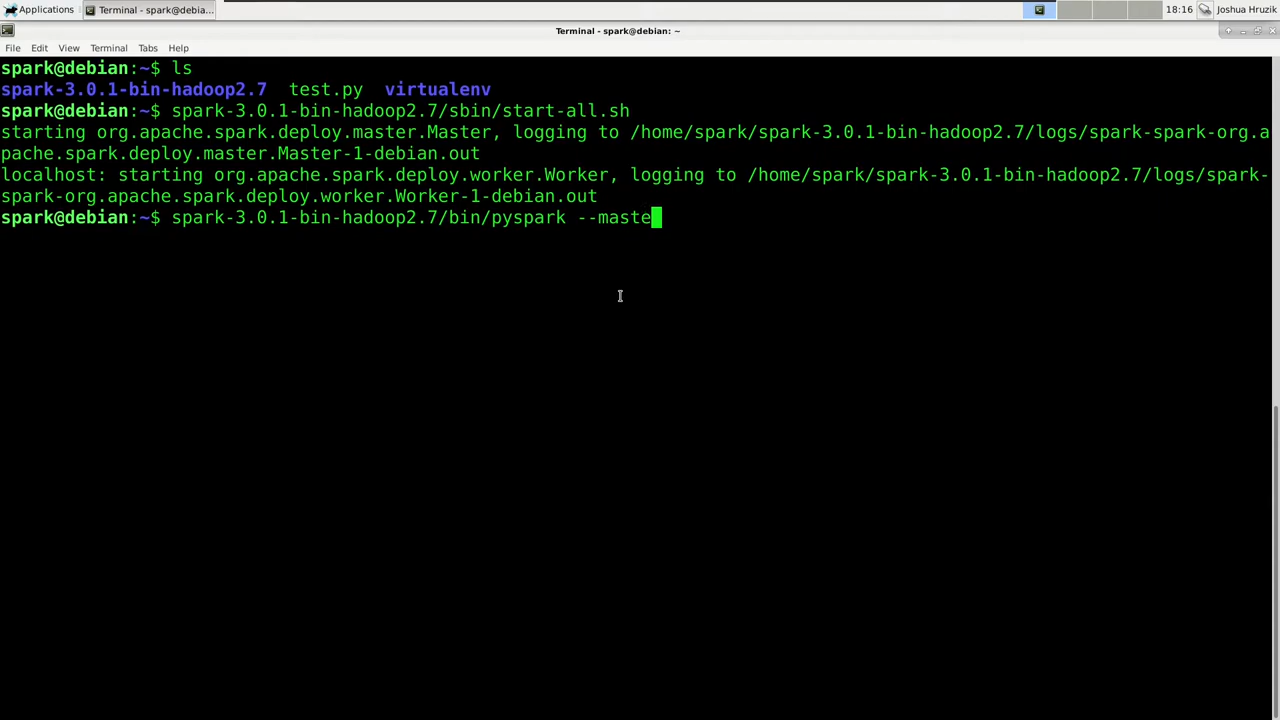 Applications Terminal - spark@debia... 18:16 Joshua Hruzik
Terminal - spark@debian: ~
File Edit View Terminal Tabs Help
spark@debian:~$ ls
spark-3.0.1-bin-hadoop2.7 test.py virtualenv
spark@debian:~$ spark-3.0.1-bin-hadoop2.7/sbin/start-all.sh
starting org.apache.spark.deploy.master.Master, logging to /home/spark/spark-3.0.1-bin-hadoop2.7/logs/spark-spark-org.a
pache.spark.deploy.master.Master-1-debian.out
localhost: starting org.apache.spark.deploy.worker.Worker, logging to /home/spark/spark-3.0.1-bin-hadoop2.7/logs/spark-
spark-org.apache.spark.deploy.worker.Worker-1-debian.out
spark@debian:~$ spark-3.0.1-bin-hadoop2.7/bin/pyspark --maste